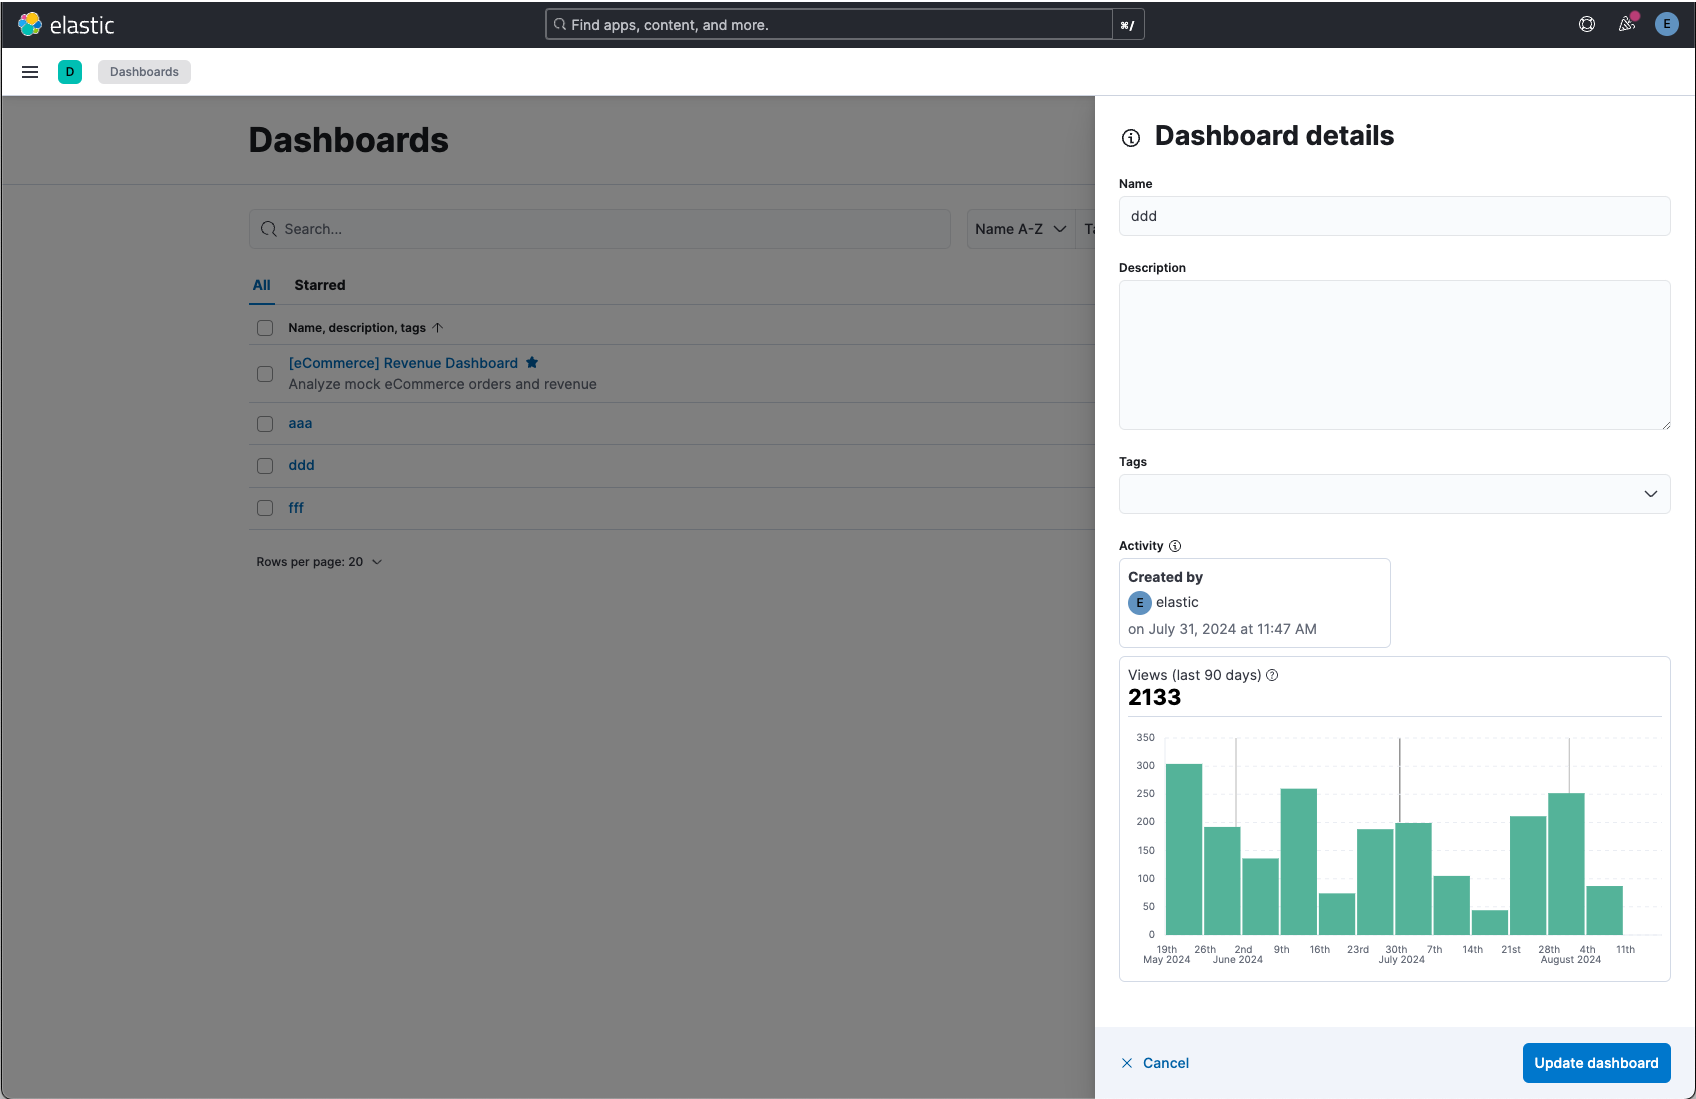 elastic
Find apps, content, and more.
⌘/
E
D
Dashboards
Dashboards
Search...
Name A-Z
Ta
All
Starred
Name, description, tags
[eCommerce] Revenue Dashboard
Analyze mock eCommerce orders and revenue
aaa
ddd
fff
Rows per page: 20
Dashboard details
Name
ddd
Description
Tags
Activity
Created by
E elastic
on July 31, 2024 at 11:47 AM
Views (last 90 days)
2133
350
300
250
200
150
100
50
0
19th 26th 2nd 9th 16th 23rd 30th 7th 14th 21st 28th 4th 11th
May 2024 June 2024 July 2024 August 2024
Cancel
Update dashboard